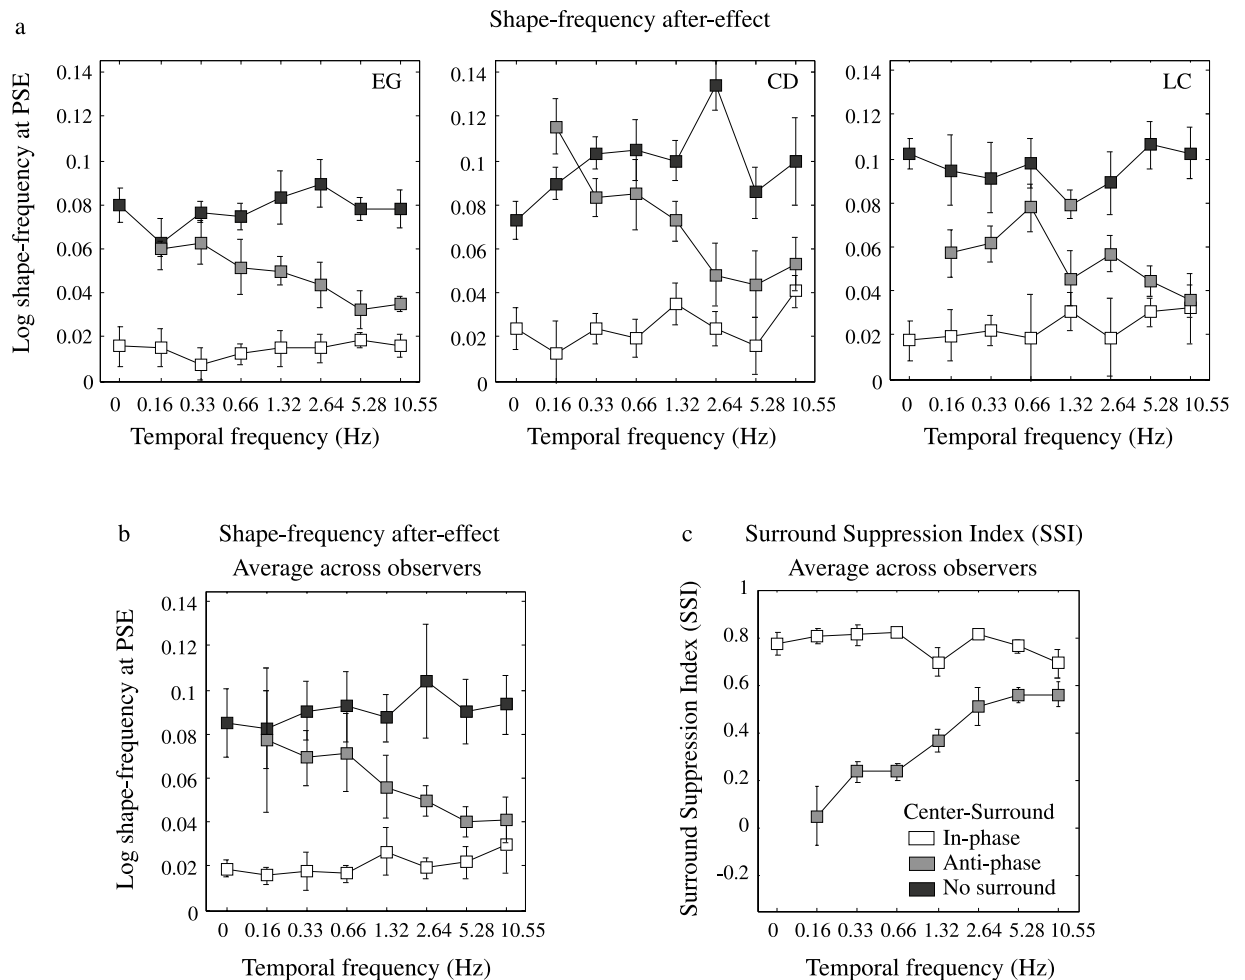 a
Shape-frequency after-effect
Log shape-frequency at PSE
0.14
0.12
0.1
0.08
0.06
0.04
0.02
0
EG
0 0.16 0.33 0.66 1.32 2.64 5.28 10.55
Temporal frequency (Hz)
0.14
0.12
0.1
0.08
0.06
0.04
0.02
0
CD
0 0.16 0.33 0.66 1.32 2.64 5.28 10.55
Temporal frequency (Hz)
0.14
0.12
0.1
0.08
0.06
0.04
0.02
0
LC
0 0.16 0.33 0.66 1.32 2.64 5.28 10.55
Temporal frequency (Hz)
b
Shape-frequency after-effect
Average across observers
Log shape-frequency at PSE
0.14
0.12
0.1
0.08
0.06
0.04
0.02
0
0 0.16 0.33 0.66 1.32 2.64 5.28 10.55
Temporal frequency (Hz)
c
Surround Suppression Index (SSI)
Average across observers
Surround Suppression Index (SSI)
1
0.8
0.6
0.4
0.2
0
-0.2
Center-Surround
In-phase
Anti-phase
No surround
0 0.16 0.33 0.66 1.32 2.64 5.28 10.55
Temporal frequency (Hz)